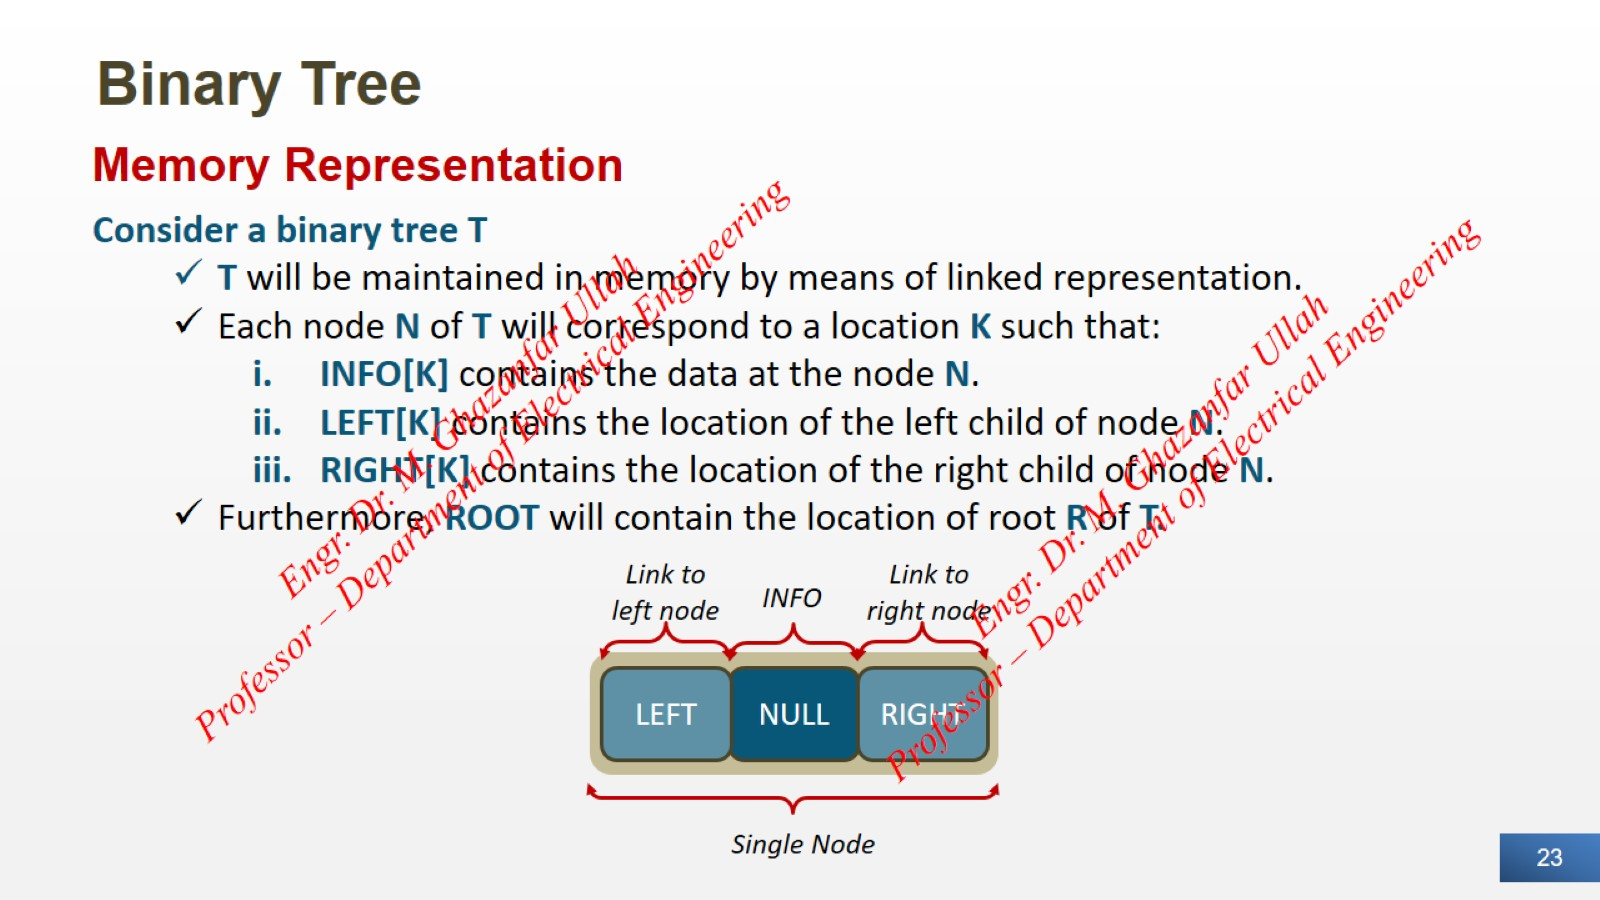 Binary Tree
Memory Representation
Consider a binary tree T
✓ T will be maintained in memory by means of linked representation.
✓ Each node N of T will correspond to a location K such that:
i. INFO[K] contains the data at the node N.
ii. LEFT[K] contains the location of the left child of node N.
iii. RIGHT[K] contains the location of the right child of node N.
✓ Furthermore, ROOT will contain the location of root R of T.
Engr. Dr. M. Ghazanfar Ullah
Professor – Department of Electrical Engineering
Engr. Dr. M. Ghazanfar Ullah
Professor – Department of Electrical Engineering
Link to
left node
INFO
Link to
right node
LEFT NULL RIGHT
Single Node
23